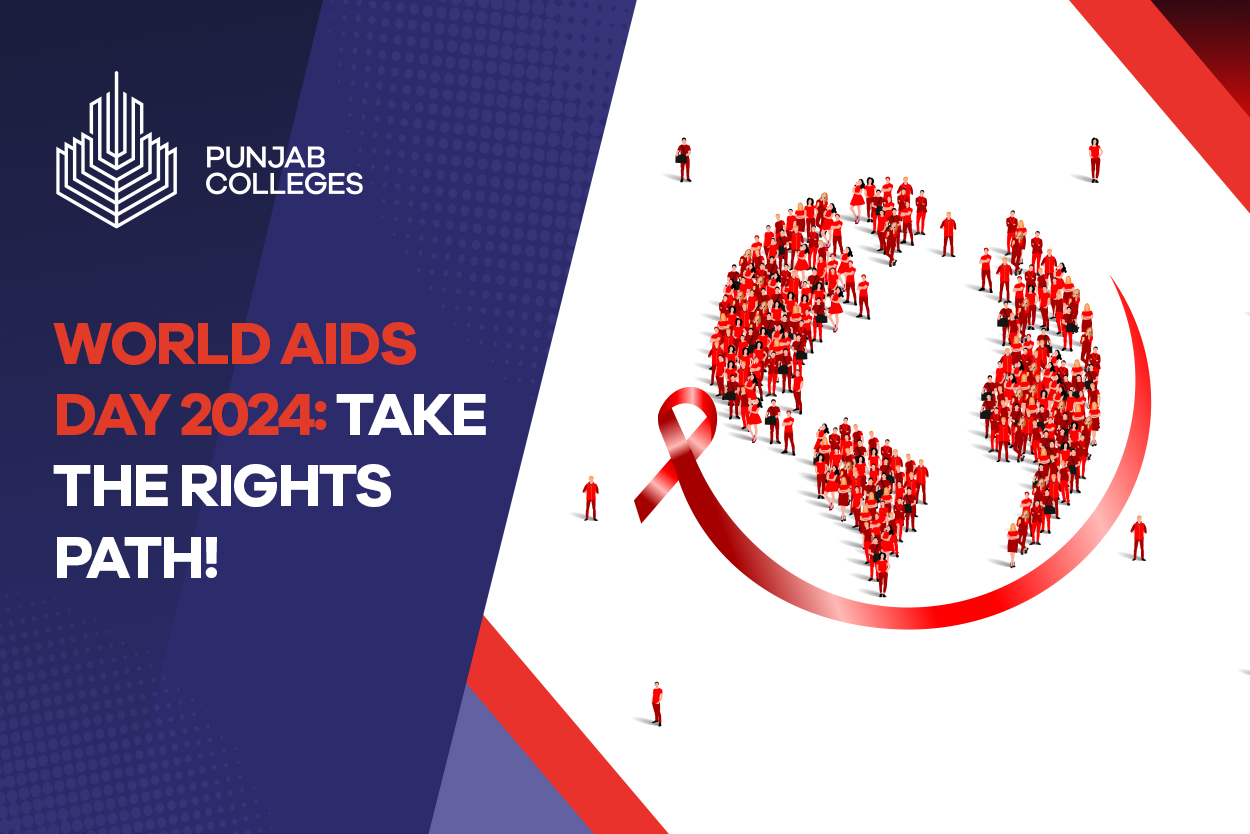 PUNJAB
COLLEGES
WORLD AIDS
DAY 2024: TAKE
THE RIGHTS
PATH!